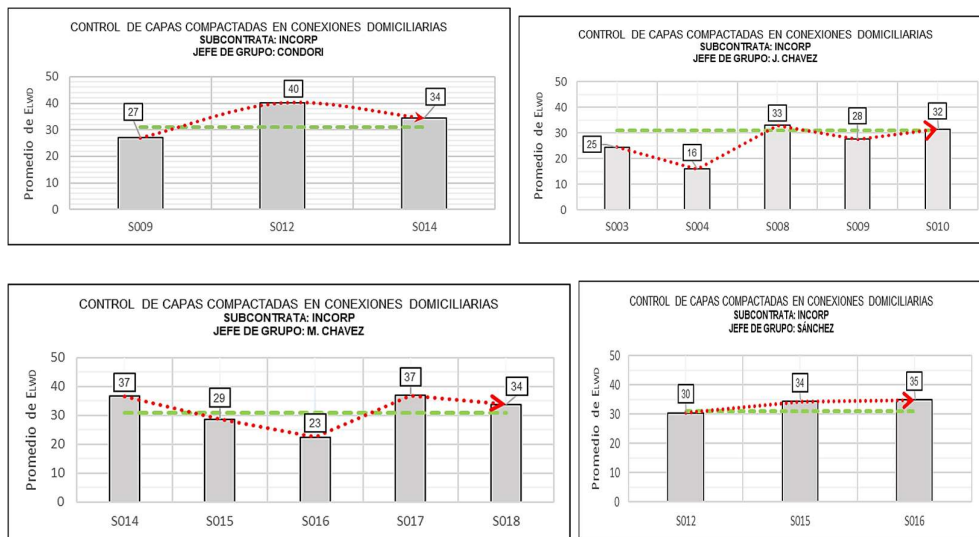 CONTROL DE CAPAS COMPACTADAS EN CONEXIONES DOMICILIARIAS
SUBCONTRATA: INCORP
JEFE DE GRUPO: CONDORI
Promedio de ELWD
50
40
30
20
10
0
27
40
34
S009
S012
S014
CONTROL DE CAPAS COMPACTADAS EN CONEXIONES DOMICILIARIAS
SUBCONTRATA: INCORP
JEFE DE GRUPO: J. CHAVEZ
Promedio de ELWD
50
40
30
20
10
0
25
16
33
28
32
S003
S004
S008
S009
S010
CONTROL DE CAPAS COMPACTADAS EN CONEXIONES DOMICILIARIAS
SUBCONTRATA: INCORP
JEFE DE GRUPO: M. CHAVEZ
Promedio de ELWD
50
40
30
20
10
0
37
29
23
37
34
S014
S015
S016
S017
S018
CONTROL DE CAPAS COMPACTADAS EN CONEXIONES DOMICILIARIAS
SUBCONTRATA: INCORP
JEFE DE GRUPO: SÁNCHEZ
Promedio de ELWD
50
40
30
20
10
0
30
34
35
S012
S015
S016